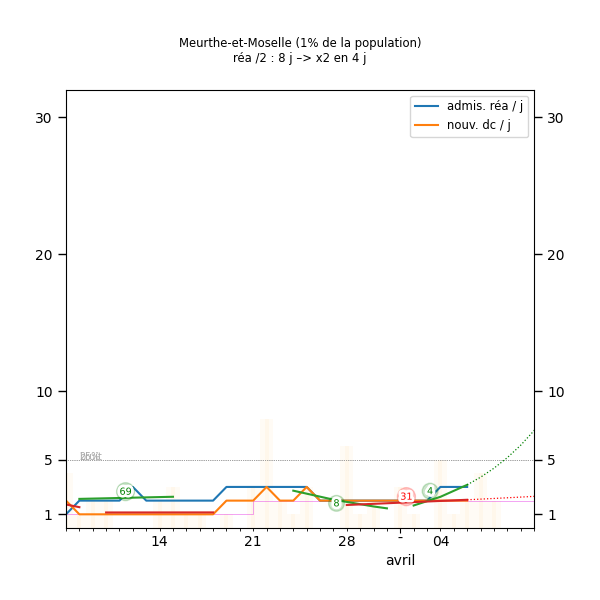 Meurthe-et-Moselle (1% de la population)
réa /2 : 8 j –> x2 en 4 j
admis. réa / j
nouv. dc / j
30 30
20 20
10 10
5 5
1 1
69
8
31
4
14 21 28 - 04
avril